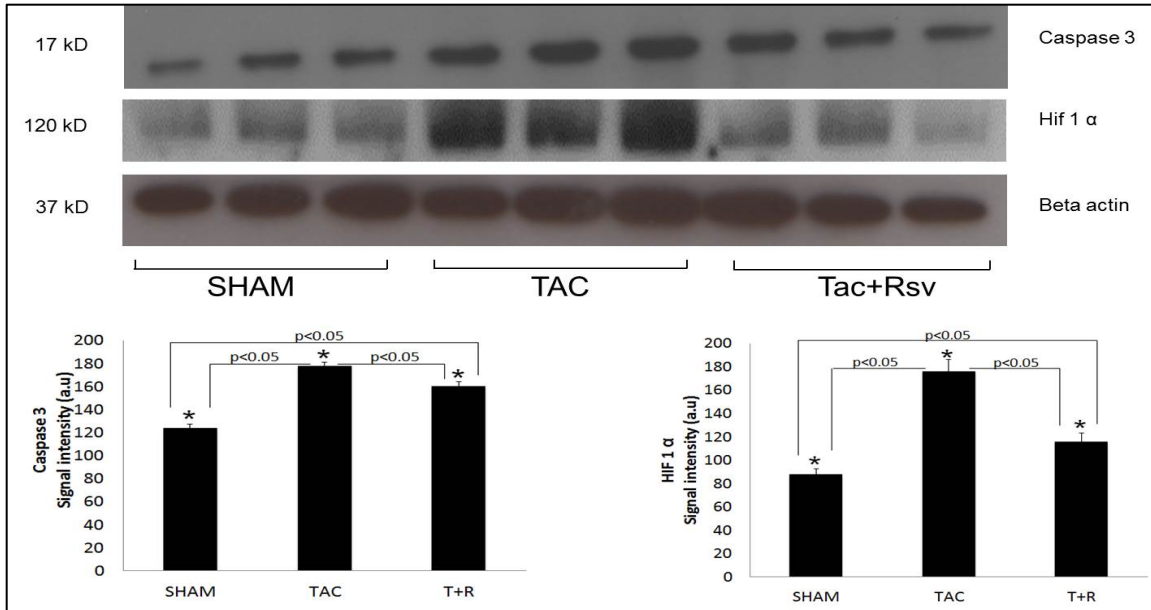 17 kD
Caspase 3
120 kD
Hif 1 α
37 kD
Beta actin
SHAM
TAC
Tac+Rsv
p<0.05
p<0.05
p<0.05
*
*
*
Caspase 3
Signal intensity (a.u)
200
180
160
140
120
100
80
60
40
20
0
SHAM
TAC
T+R
p<0.05
p<0.05
p<0.05
*
*
*
HIF 1 α
Signal intensity (a.u)
200
180
160
140
120
100
80
60
40
20
0
SHAM
TAC
T+R